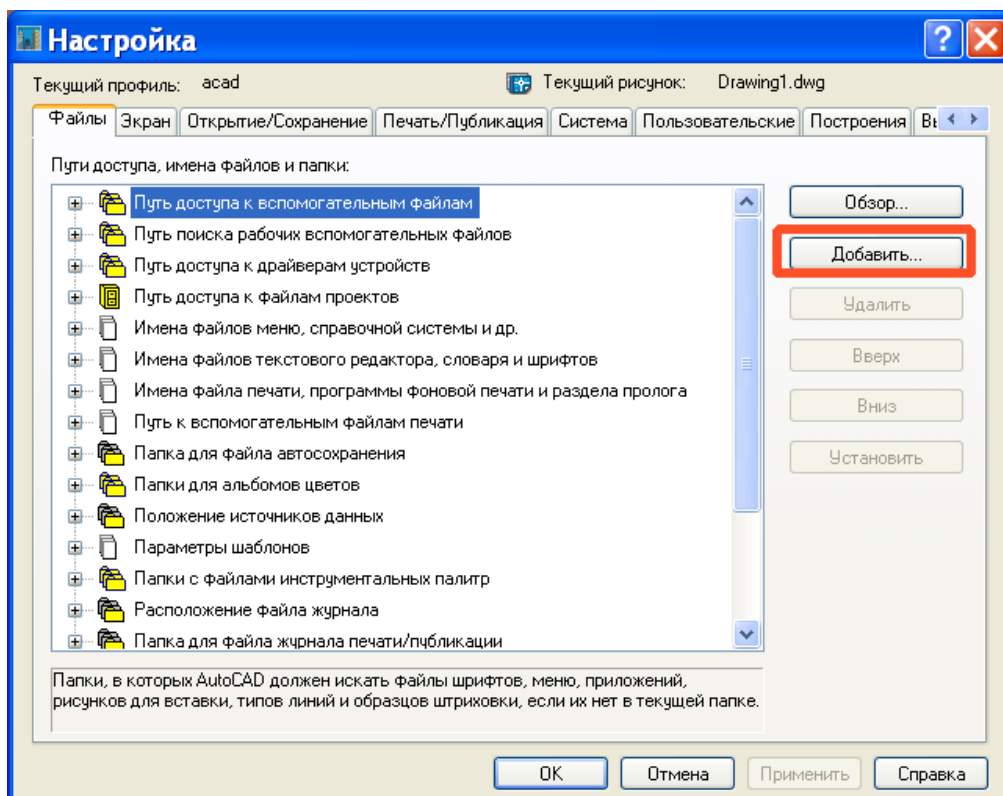 Настройка
Текущий профиль: acad Текущий рисунок: Drawing1.dwg
Файлы Экран Открытие/Сохранение Печать/Публикация Система Пользовательские Построения Вы
Пути доступа, имена файлов и папки:
Путь доступа к вспомогательным файлам
Обзор...
Путь поиска рабочих вспомогательных файлов
Добавить...
Путь доступа к драйверам устройств
Путь доступа к файлам проектов
Удалить
Имена файлов меню, справочной системы и др.
Имена файлов текстового редактора, словаря и шрифтов
Вверх
Имена файла печати, программы фоновой печати и раздела пролога
Вниз
Путь к вспомогательным файлам печати
Папка для файла автосохранения
Установить
Папки для альбомов цветов
Положение источников данных
Параметры шаблонов
Папки с файлами инструментальных палитр
Расположение файла журнала
Папка для файла журнала печати/публикации
Папки, в которых AutoCAD должен искать файлы шрифтов, меню, приложений,
рисунков для вставки, типов линий и образцов штриховки, если их нет в текущей папке.
OK Отмена Применить Справка